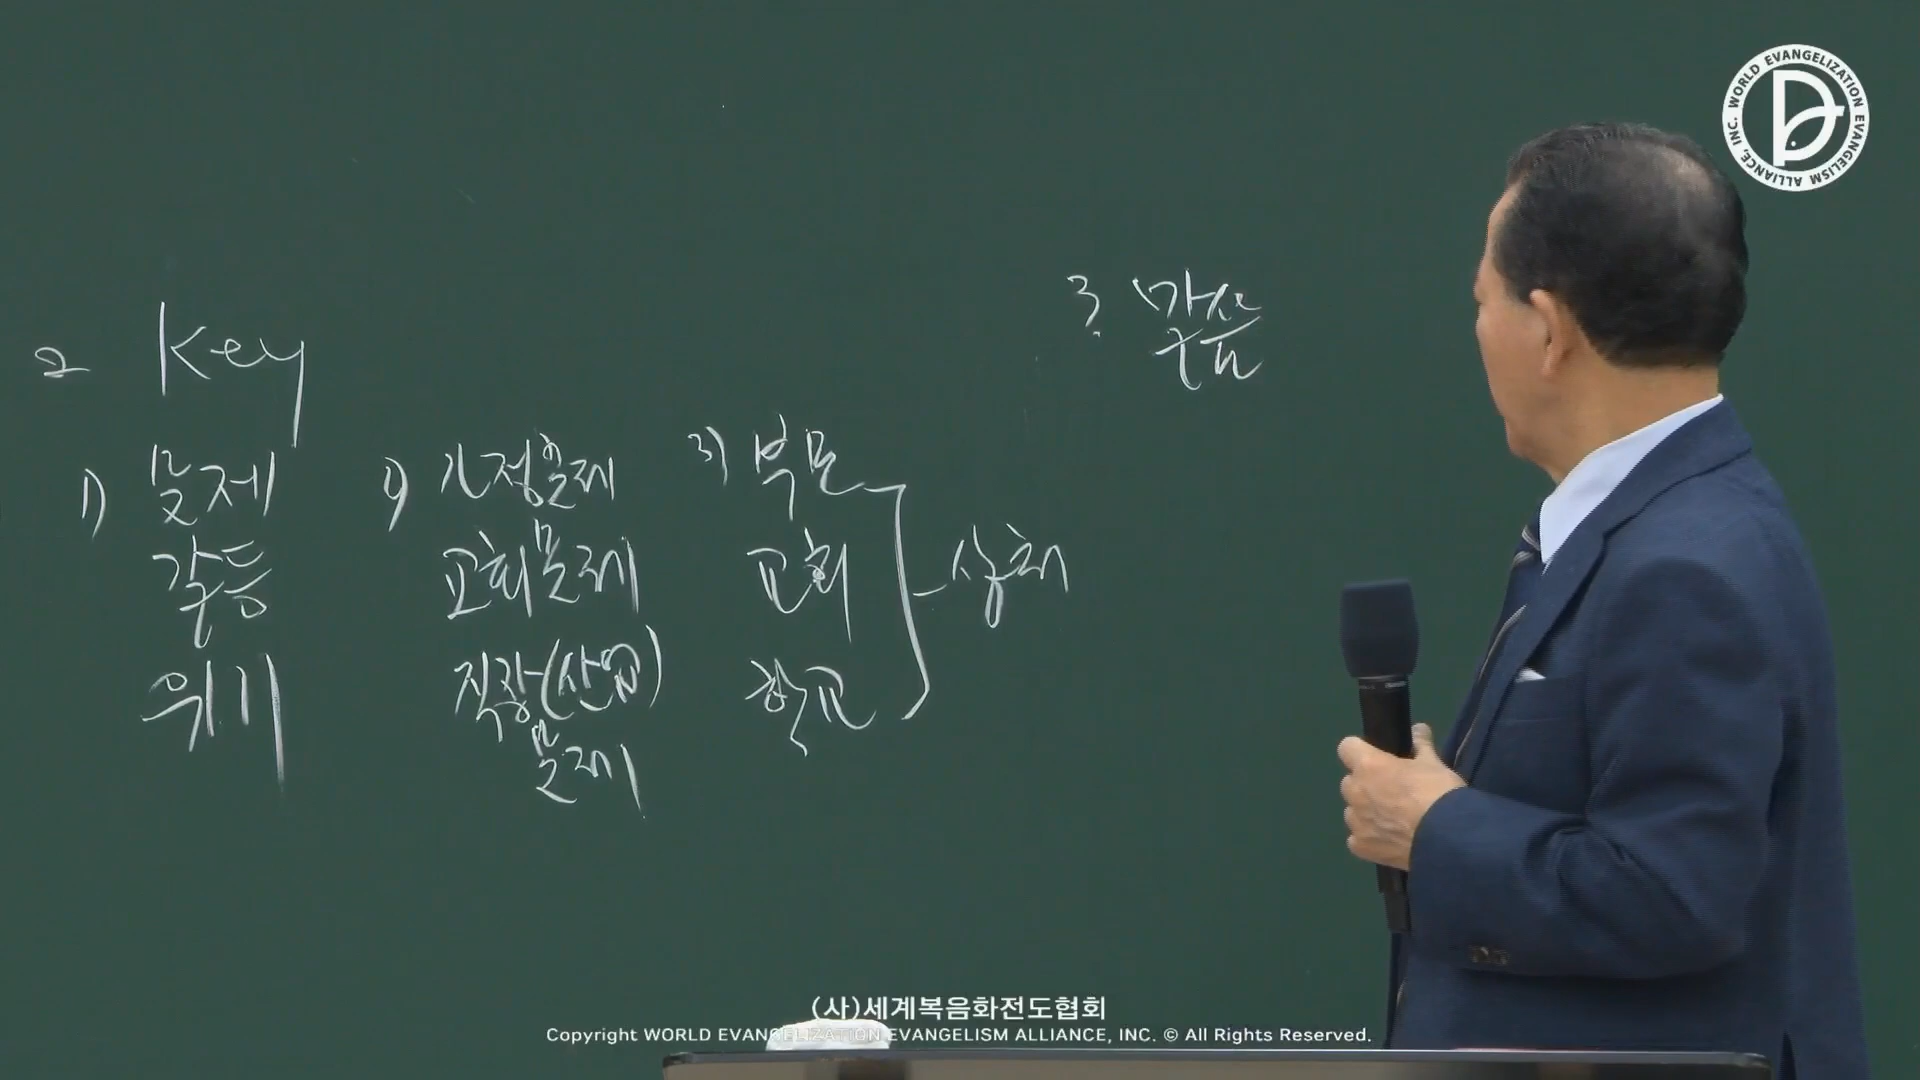 2 Key
1) 문제
갈등
위기
2) 가정문제
교회문제
직장(산업)
문제
3) 부모
교회
학교
상처
3. 말씀
WORLD EVANGELIZATION EVANGELISM ALLIANCE, INC.
(사)세계복음화전도협회
Copyright WORLD EVANGELIZATION EVANGELISM ALLIANCE, INC. © All Rights Reserved.